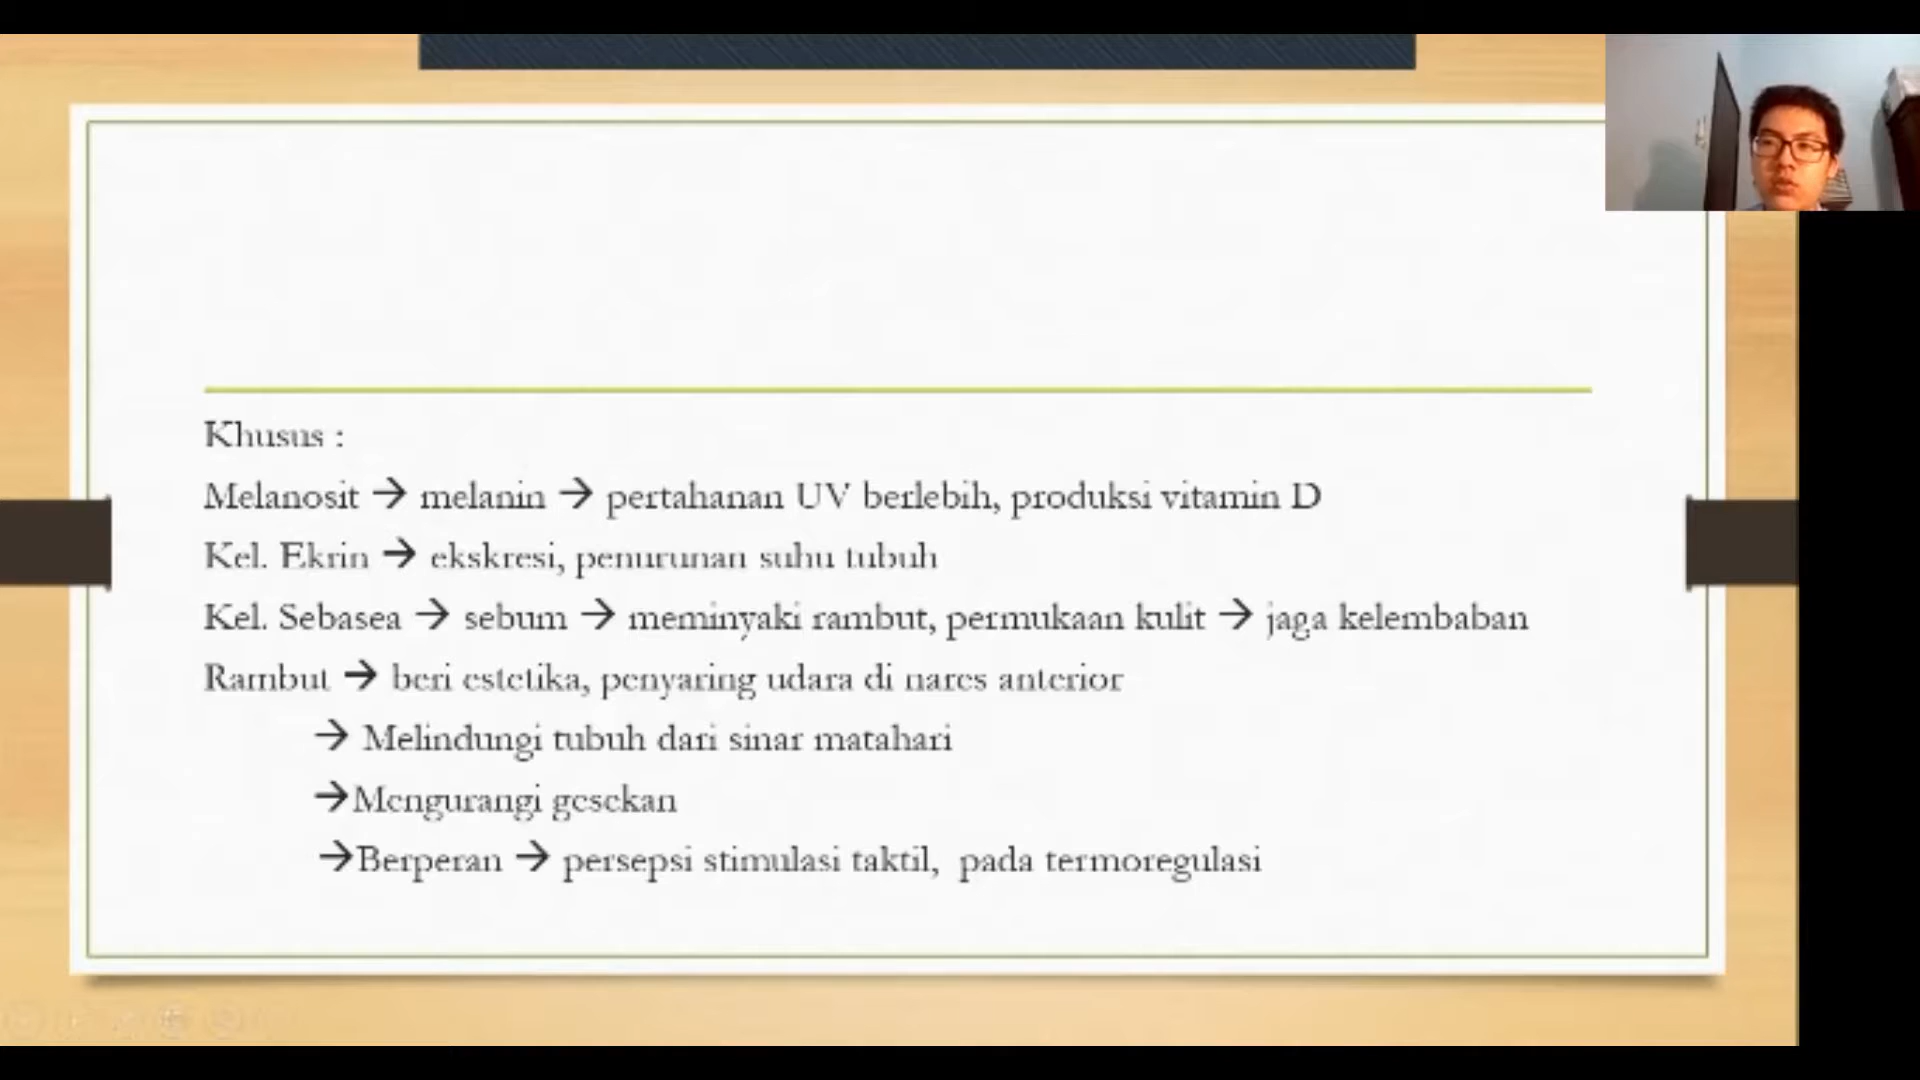 Khusus :
Melanosit → melanin → pertahanan UV berlebih, produksi vitamin D
Kel. Ekrin → ekskresi, penurunan suhu tubuh
Kel. Sebasea → sebum → meminyaki rambut, permukaan kulit → jaga kelembaban
Rambut → beri estetika, penyaring udara di nares anterior
→ Melindungi tubuh dari sinar matahari
→Mengurangi gesekan
→Berperan → persepsi stimulasi taktil, pada termoregulasi